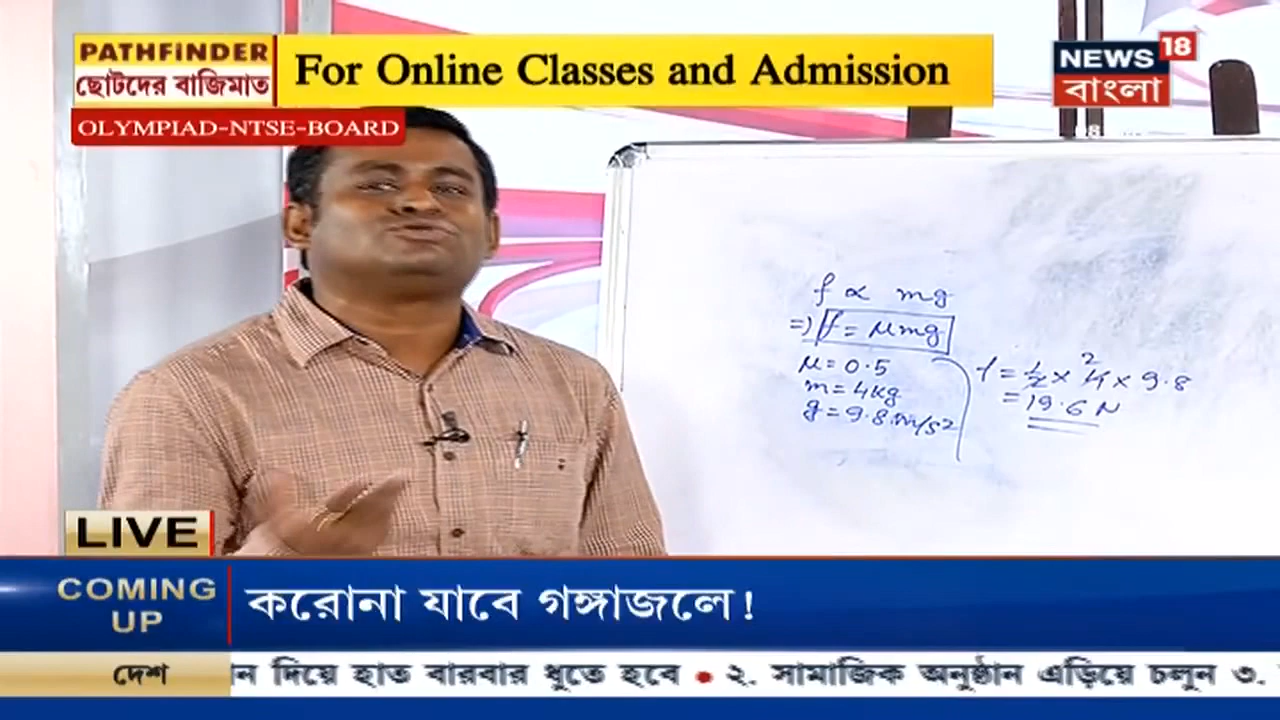 PATHFINDER
ছোটদের বাজিমাত
For Online Classes and Admission
OLYMPIAD-NTSE-BOARD
NEWS 18
বাংলা
f ∝ mg
=) f = μmg
μ = 0.5
m = 4kg
g = 9.8 m/s²
f = 1/2 × 4 2 × 9.8
= 19.6 N
LIVE
COMING UP
করোনা যাবে গঙ্গাজলে!
দেশ
দিয়ে হাত বারবার ধুতে হবে • ২. সামাজিক অনুষ্ঠান এড়িয়ে চলুন ৩.